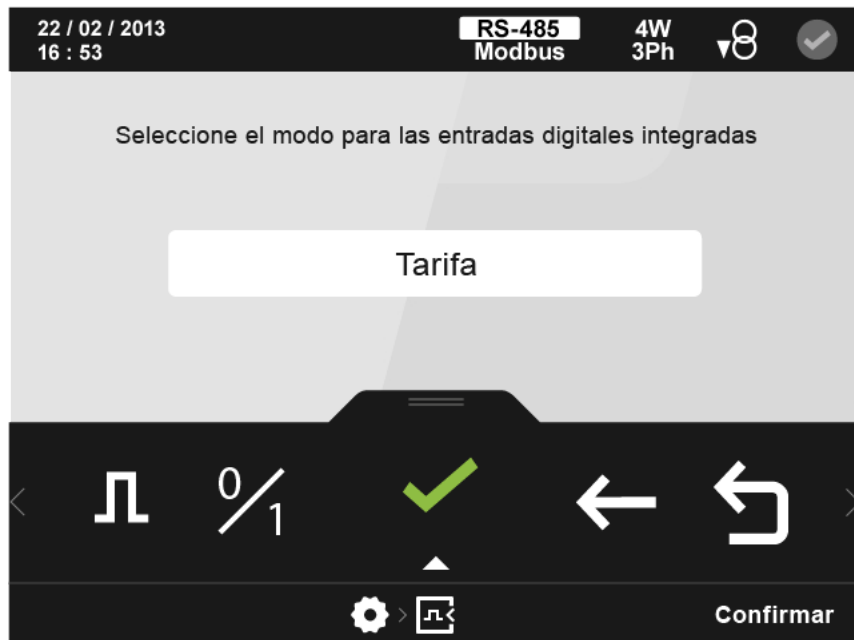 22 / 02 / 2013
16 : 53
RS-485
Modbus
4W
3Ph
Seleccione el modo para las entradas digitales integradas
Tarifa
0/1
Confirmar